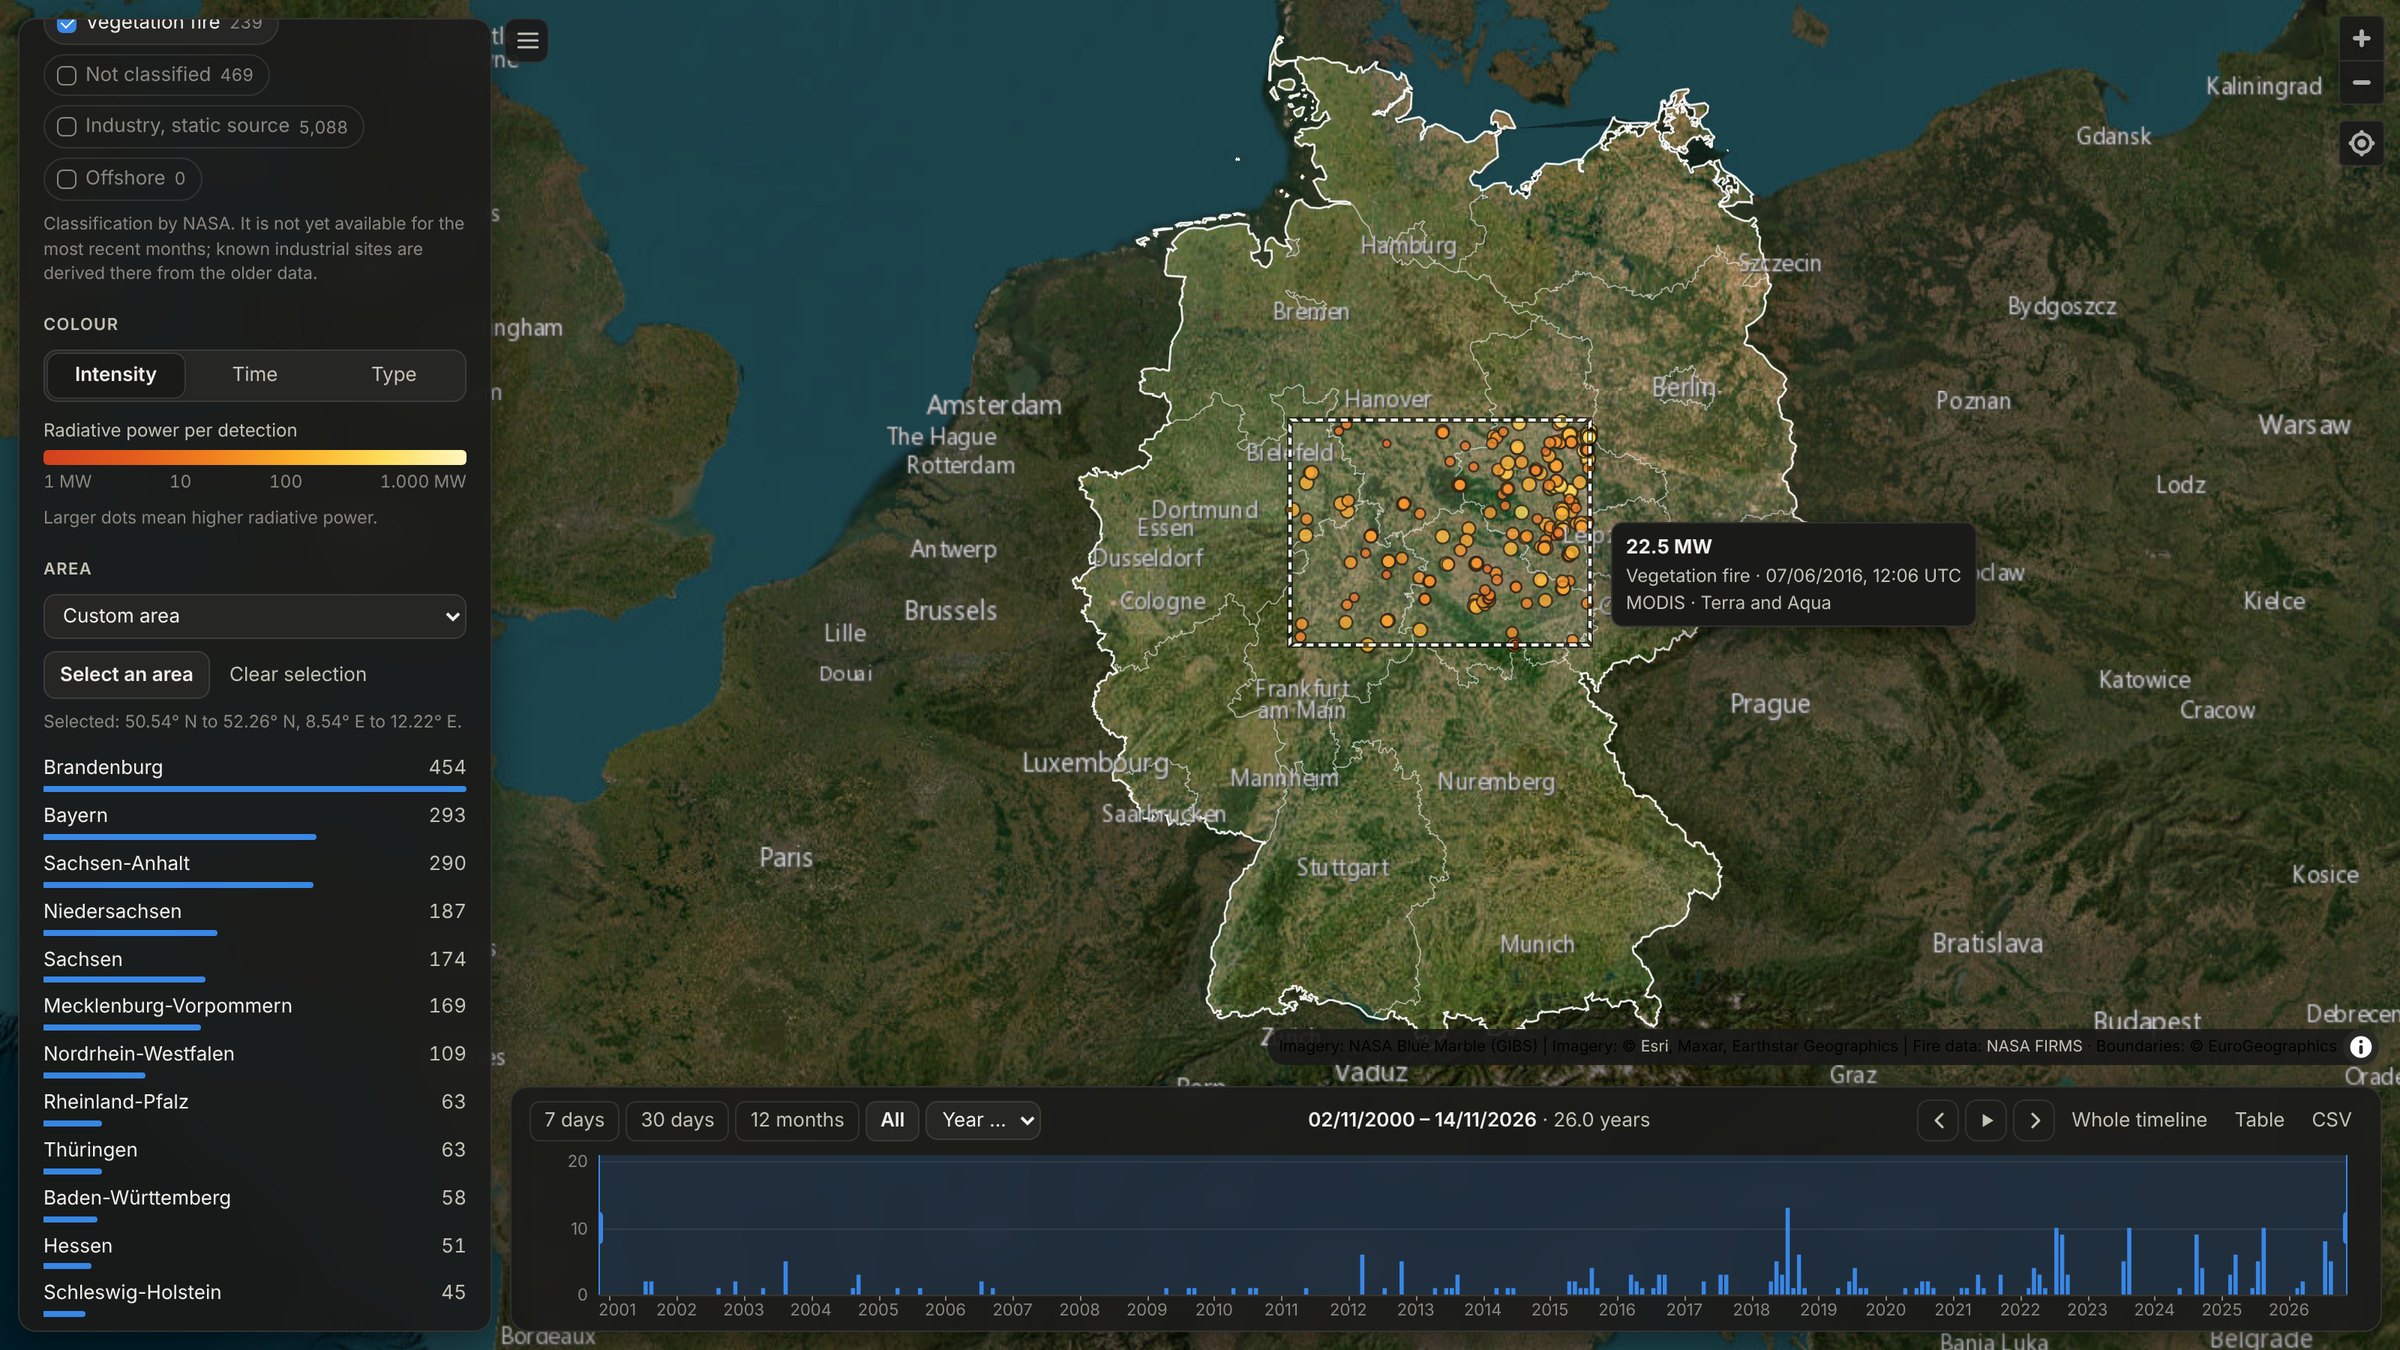 Vegetation fire 239
Not classified 469
Industry, static source 5,088
Offshore 0
Classification by NASA. It is not yet available for the
most recent months; known industrial sites are
derived there from the older data.
COLOUR
Intensity Time Type
Radiative power per detection
1 MW 10 100 1.000 MW
Larger dots mean higher radiative power.
AREA
Custom area
Select an area Clear selection
Selected: 50.54° N to 52.26° N, 8.54° E to 12.22° E.
Brandenburg 454
Bayern 293
Sachsen-Anhalt 290
Niedersachsen 187
Sachsen 174
Mecklenburg-Vorpommern 169
Nordrhein-Westfalen 109
Rheinland-Pfalz 63
Thüringen 63
Baden-Württemberg 58
Hessen 51
Schleswig-Holstein 45
Kaliningrad
Gdansk
Hamburg
Szczecin
Bremen
Bydgoszcz
ngham
Berlin
Hanover
Amsterdam
Poznan
The Hague
Warsaw
Bielefeld
Rotterdam
Lodz
Dortmund
Essen
Antwerp
Dusseldorf
22.5 MW
Vegetation fire · 07/06/2016, 12:06 UTC
MODIS · Terra and Aqua
claw
Cologne
Brussels
Kielce
Lille
Douai
Katowice
Frankfurt
am Main
Prague
Cracow
Luxembourg
Mannheim
Nuremberg
Saarbrucken
Paris
Stuttgart
Kosice
Munich
Bratislava
Debrecen
Budapest
Imagery: NASA Blue Marble (GIBS) | Imagery: © Esri, Maxar, Earthstar Geographics | Fire data: NASA FIRMS · Boundaries: © EuroGeographics
Vaduz
Graz
Orade
7 days 30 days 12 months All Year ... 02/11/2000 – 14/11/2026 · 26.0 years Whole timeline Table CSV
20
10
0
2001 2002 2003 2004 2005 2006 2007 2008 2009 2010 2011 2012 2013 2014 2015 2016 2017 2018 2019 2020 2021 2022 2023 2024 2025 2026
Bordeaux
Banja Luka
Belgrade